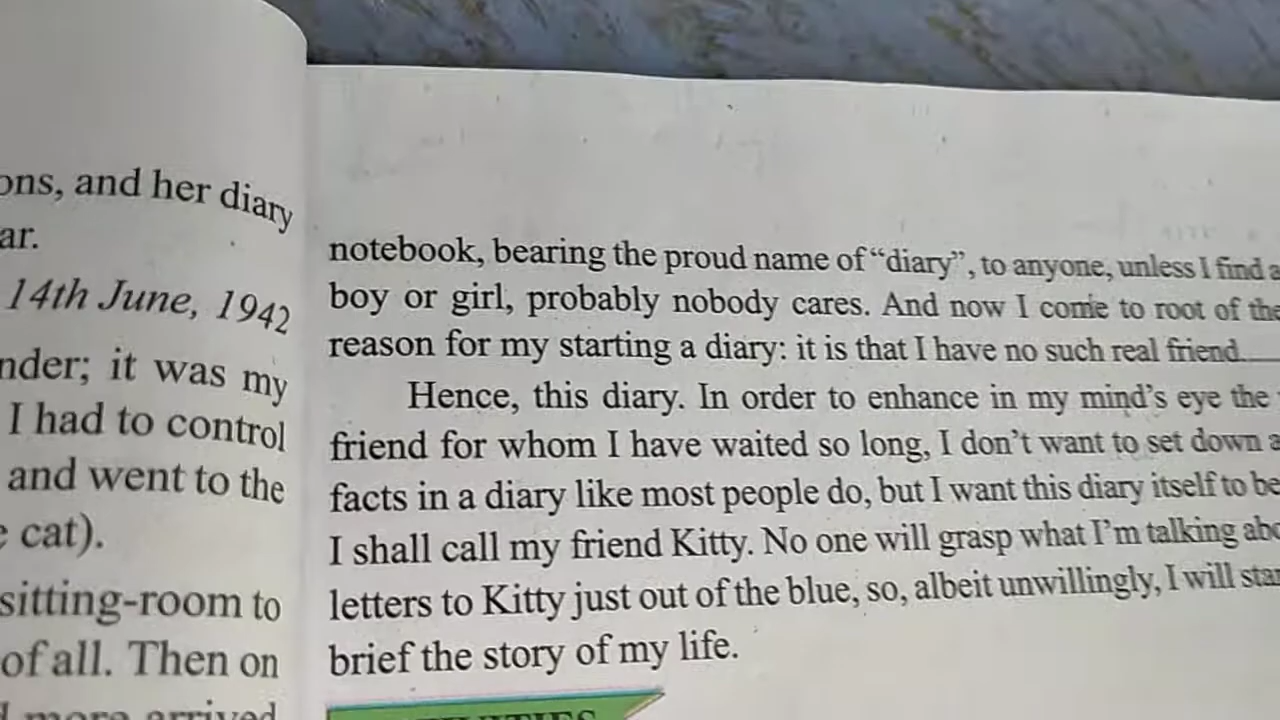 ons, and her diary
ar.
14th June, 1942
nder; it was my
I had to control
and went to the
e cat).
sitting-room to
of all. Then on
d more arrived
notebook, bearing the proud name of “diary”, to anyone, unless I find a
boy or girl, probably nobody cares. And now I come to root of the
reason for my starting a diary: it is that I have no such real friend.
Hence, this diary. In order to enhance in my mind’s eye the
friend for whom I have waited so long, I don’t want to set down a
facts in a diary like most people do, but I want this diary itself to be
I shall call my friend Kitty. No one will grasp what I’m talking abo
letters to Kitty just out of the blue, so, albeit unwillingly, I will star
brief the story of my life.